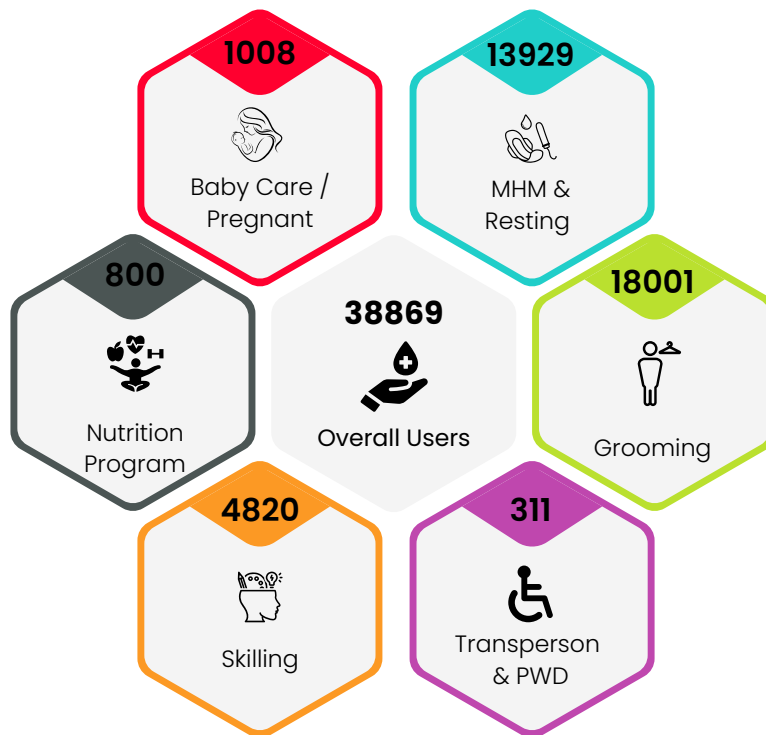 1008
Baby Care /
Pregnant
13929
MHM &
Resting
800
Nutrition
Program
38869
Overall Users
18001
Grooming
4820
Skilling
311
Transperson
& PWD